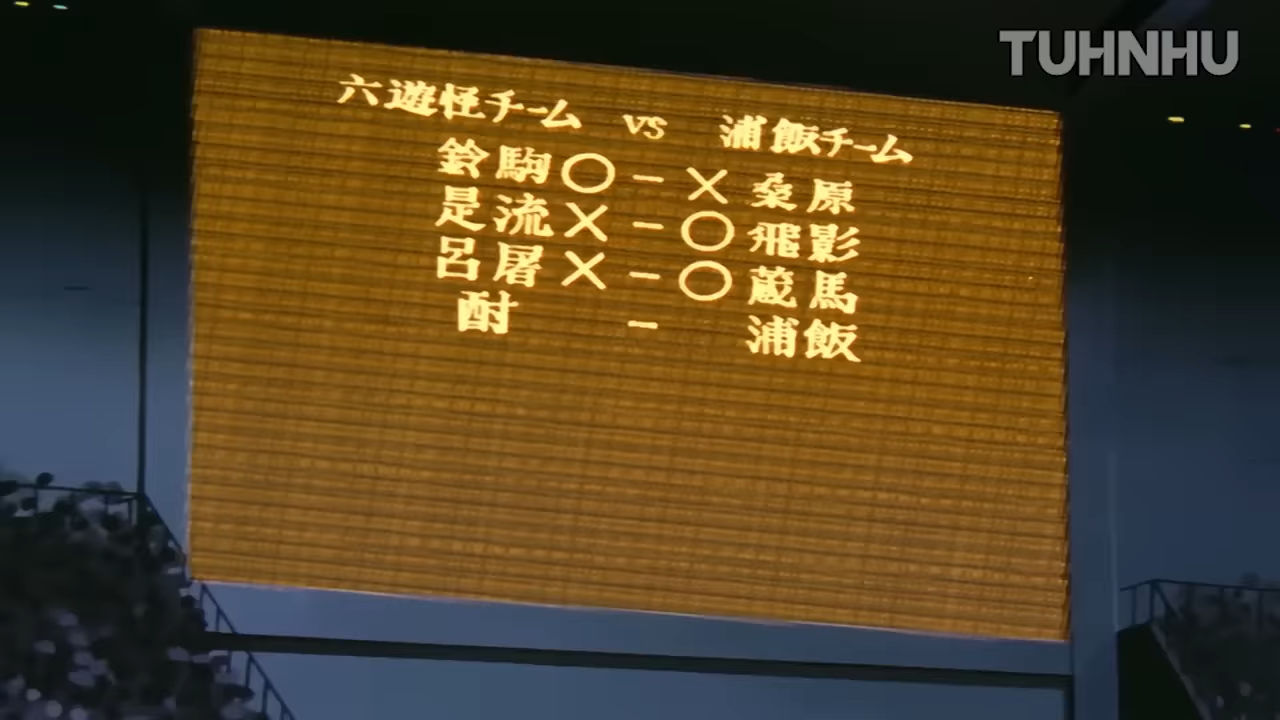 TUHNHU
六遊怪チーム vs 浦飯チーム
鈴駒○-×桑原
是流×-○飛影
呂屠×-○蔵馬
酎 - 浦飯